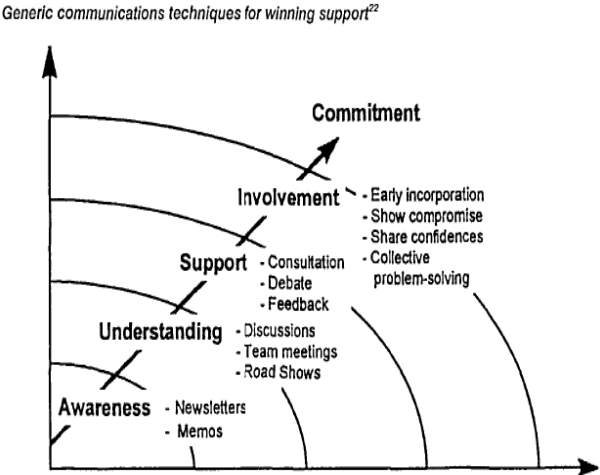 Generic communications techniques for winning support22
Commitment
Involvement
- Early incorporation
- Show compromise
- Share confidences
- Collective
problem-solving
Support
- Consultation
- Debate
- Feedback
Understanding
- Discussions
- Team meetings
- Road Shows
Awareness
- Newsletters
- Memos